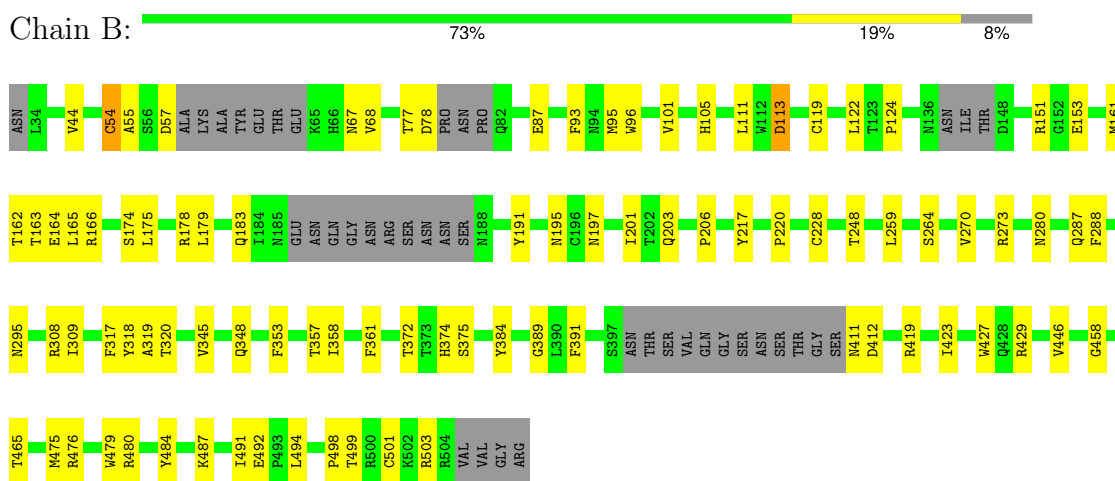 Chain B:
73% 19% 8%
ASN L34 V44 C54 A55 S56 D57 ALA LYS ALA TYR GLU THR GLU K65 H66 N67 V68 T77 D78 PRO ASN PRO Q82 E87 F93 N94 M95 W96 V101 H105 L111 W112 D113 C119 L122 T123 P124 N136 ASN ILE THR D148 R151 G152 E153 M161
T162 T163 E164 L165 R166 S174 L175 R178 L179 Q183 I184 N185 GLU ASN GLN GLY ASN ARG SER ASN ASN SER N188 Y191 N195 C196 N197 I201 T202 Q203 P206 Y217 P220 C228 T248 L259 S264 V270 R273 N280 Q287 F288
N295 R308 I309 F317 Y318 A319 T320 V345 Q348 F353 T357 I358 F361 T372 T373 H374 S375 Y384 G389 L390 F391 S397 ASN THR SER VAL GLN GLY SER ASN SER THR GLY SER N411 D412 R419 I423 W427 Q428 R429 V446 G458
T465 M475 R476 W479 R480 Y484 K487 I491 E492 P493 L494 P498 T499 R500 C501 K502 R503 R504 VAL VAL GLY ARG